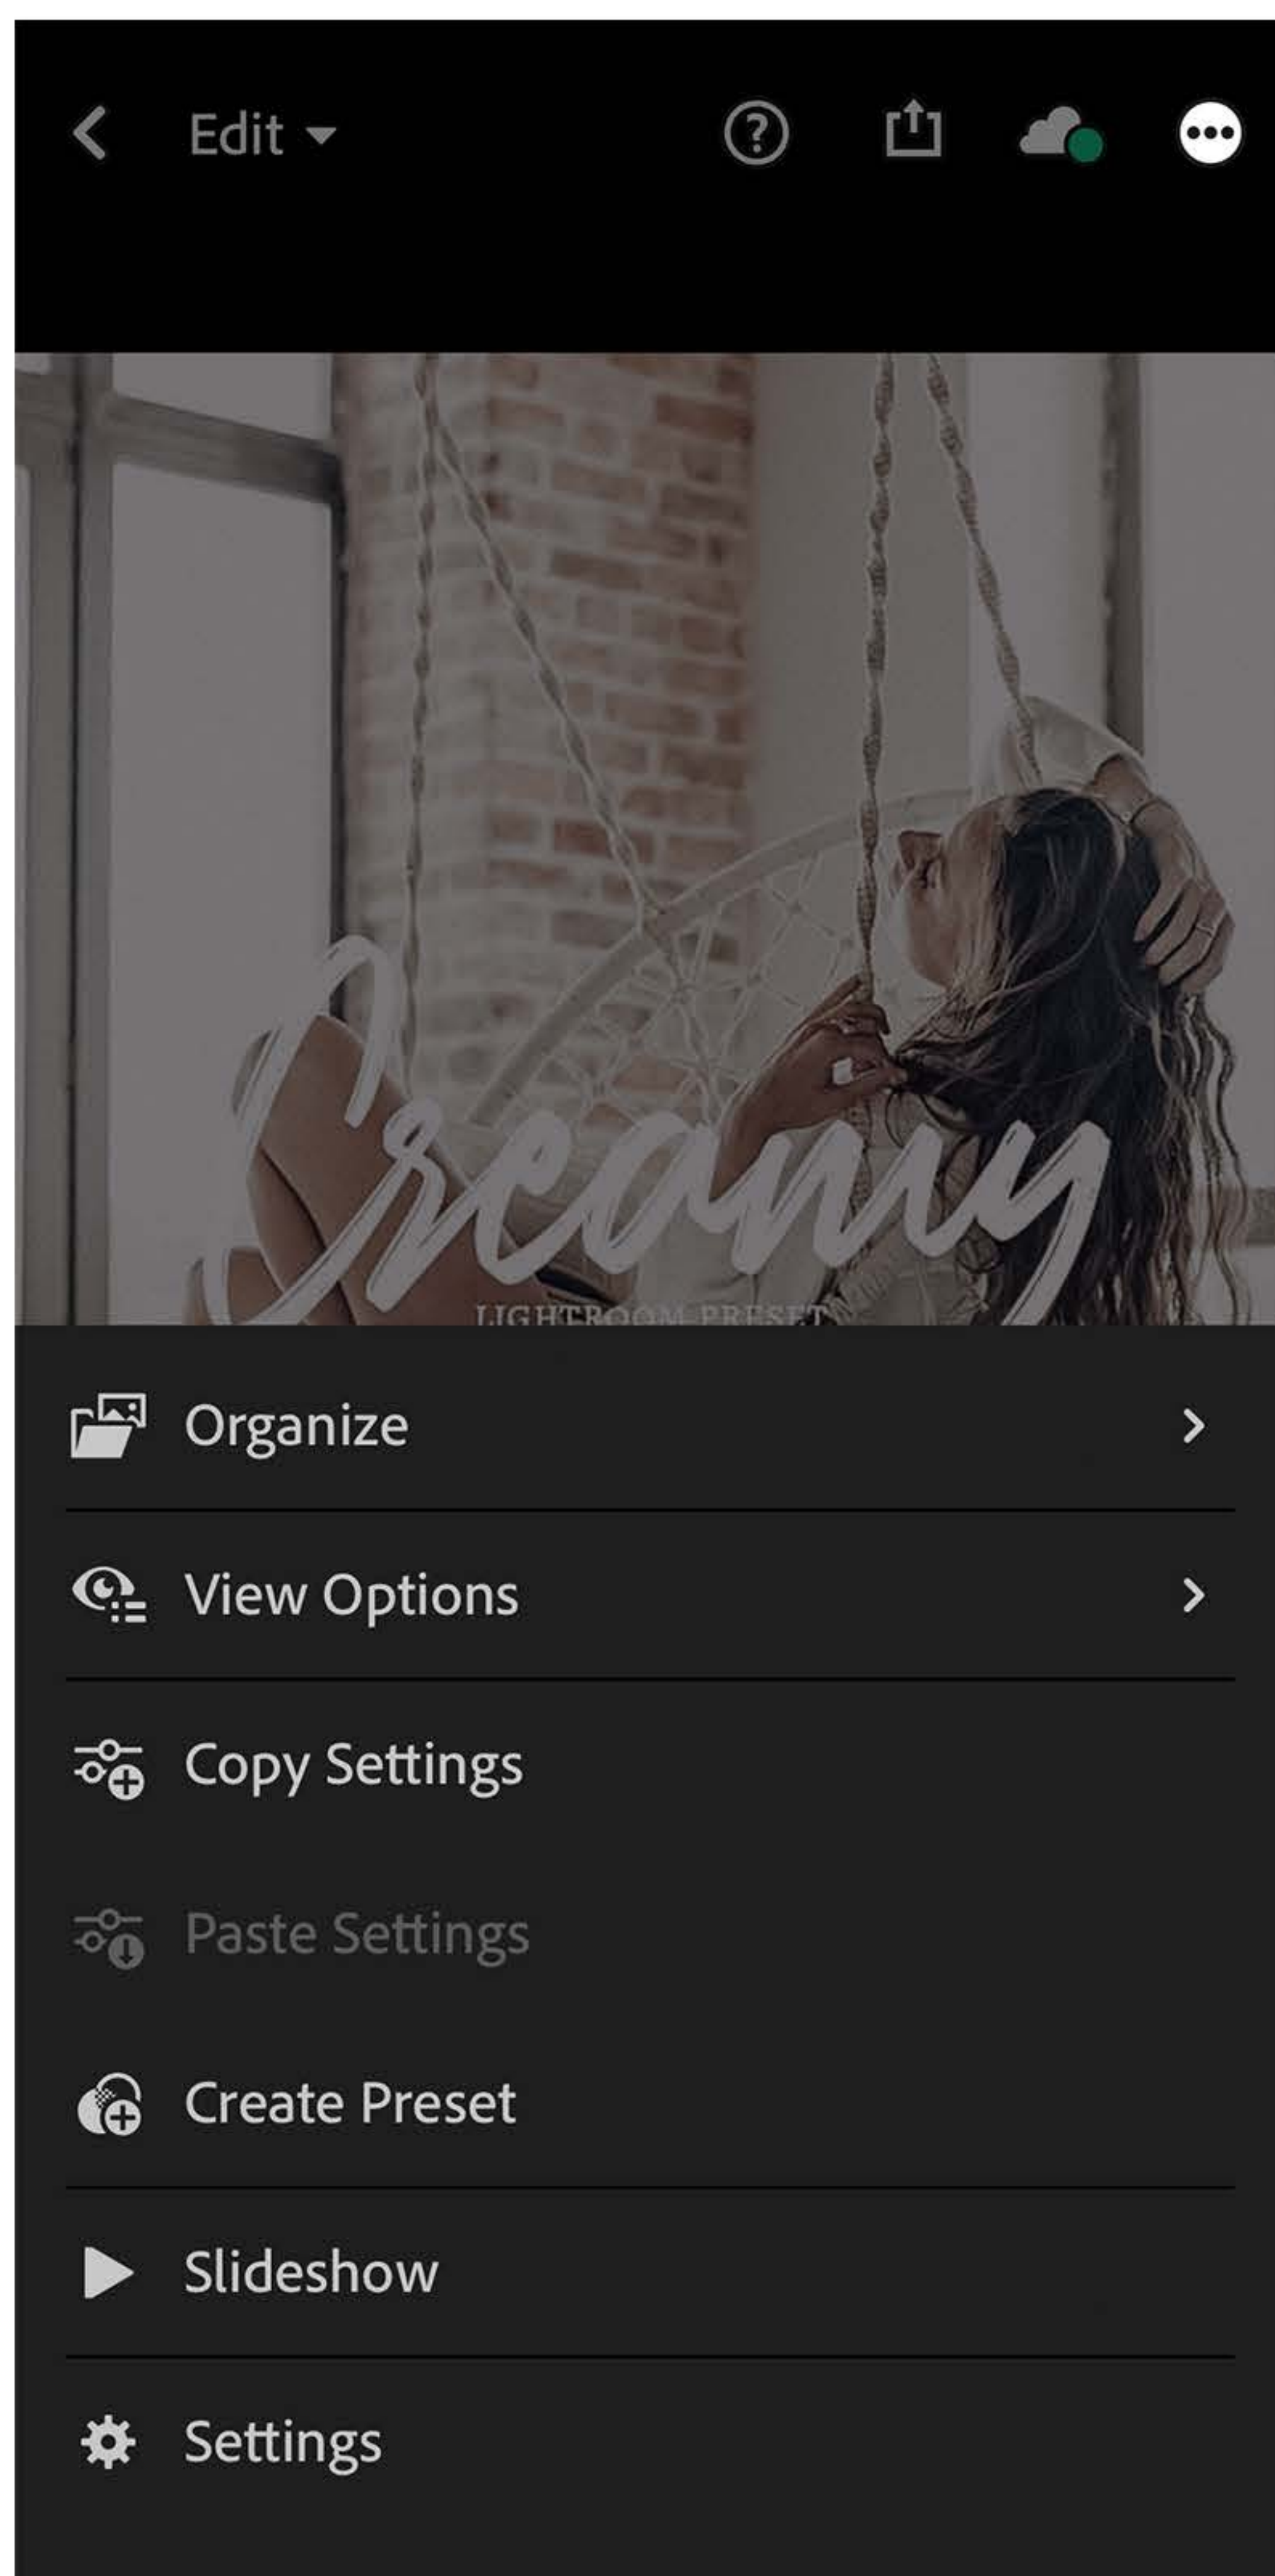 Edit
Creamy
LIGHTROOM PRESET
Organize
View Options
Copy Settings
Paste Settings
Create Preset
Slideshow
Settings